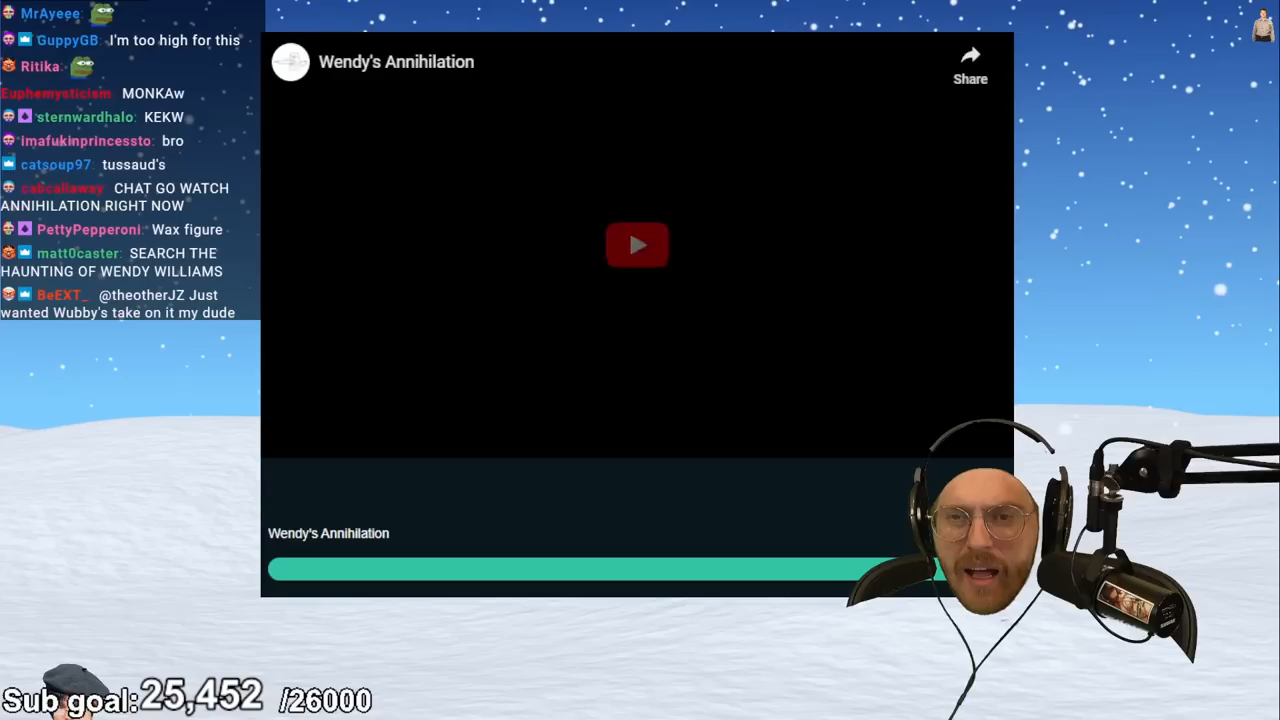 MrAyeee:
GuppyGB: I'm too high for this
Ritika:
Euphemysticism MONKAw
sternwardhalo: KEKW
Imafukinprincessto: bro
catsoup97: tussaud's
cabcallaway CHAT GO WATCH
ANNIHILATION RIGHT NOW
PettyPepperoni: Wax figure
matt0caster: SEARCH THE
HAUNTING OF WENDY WILLIAMS
BeEXT_ @theotherJZ Just
wanted Wubby's take on it my dude
Wendy's Annihilation
Share
Wendy's Annihilation
Sub goal: 25,452 /26000